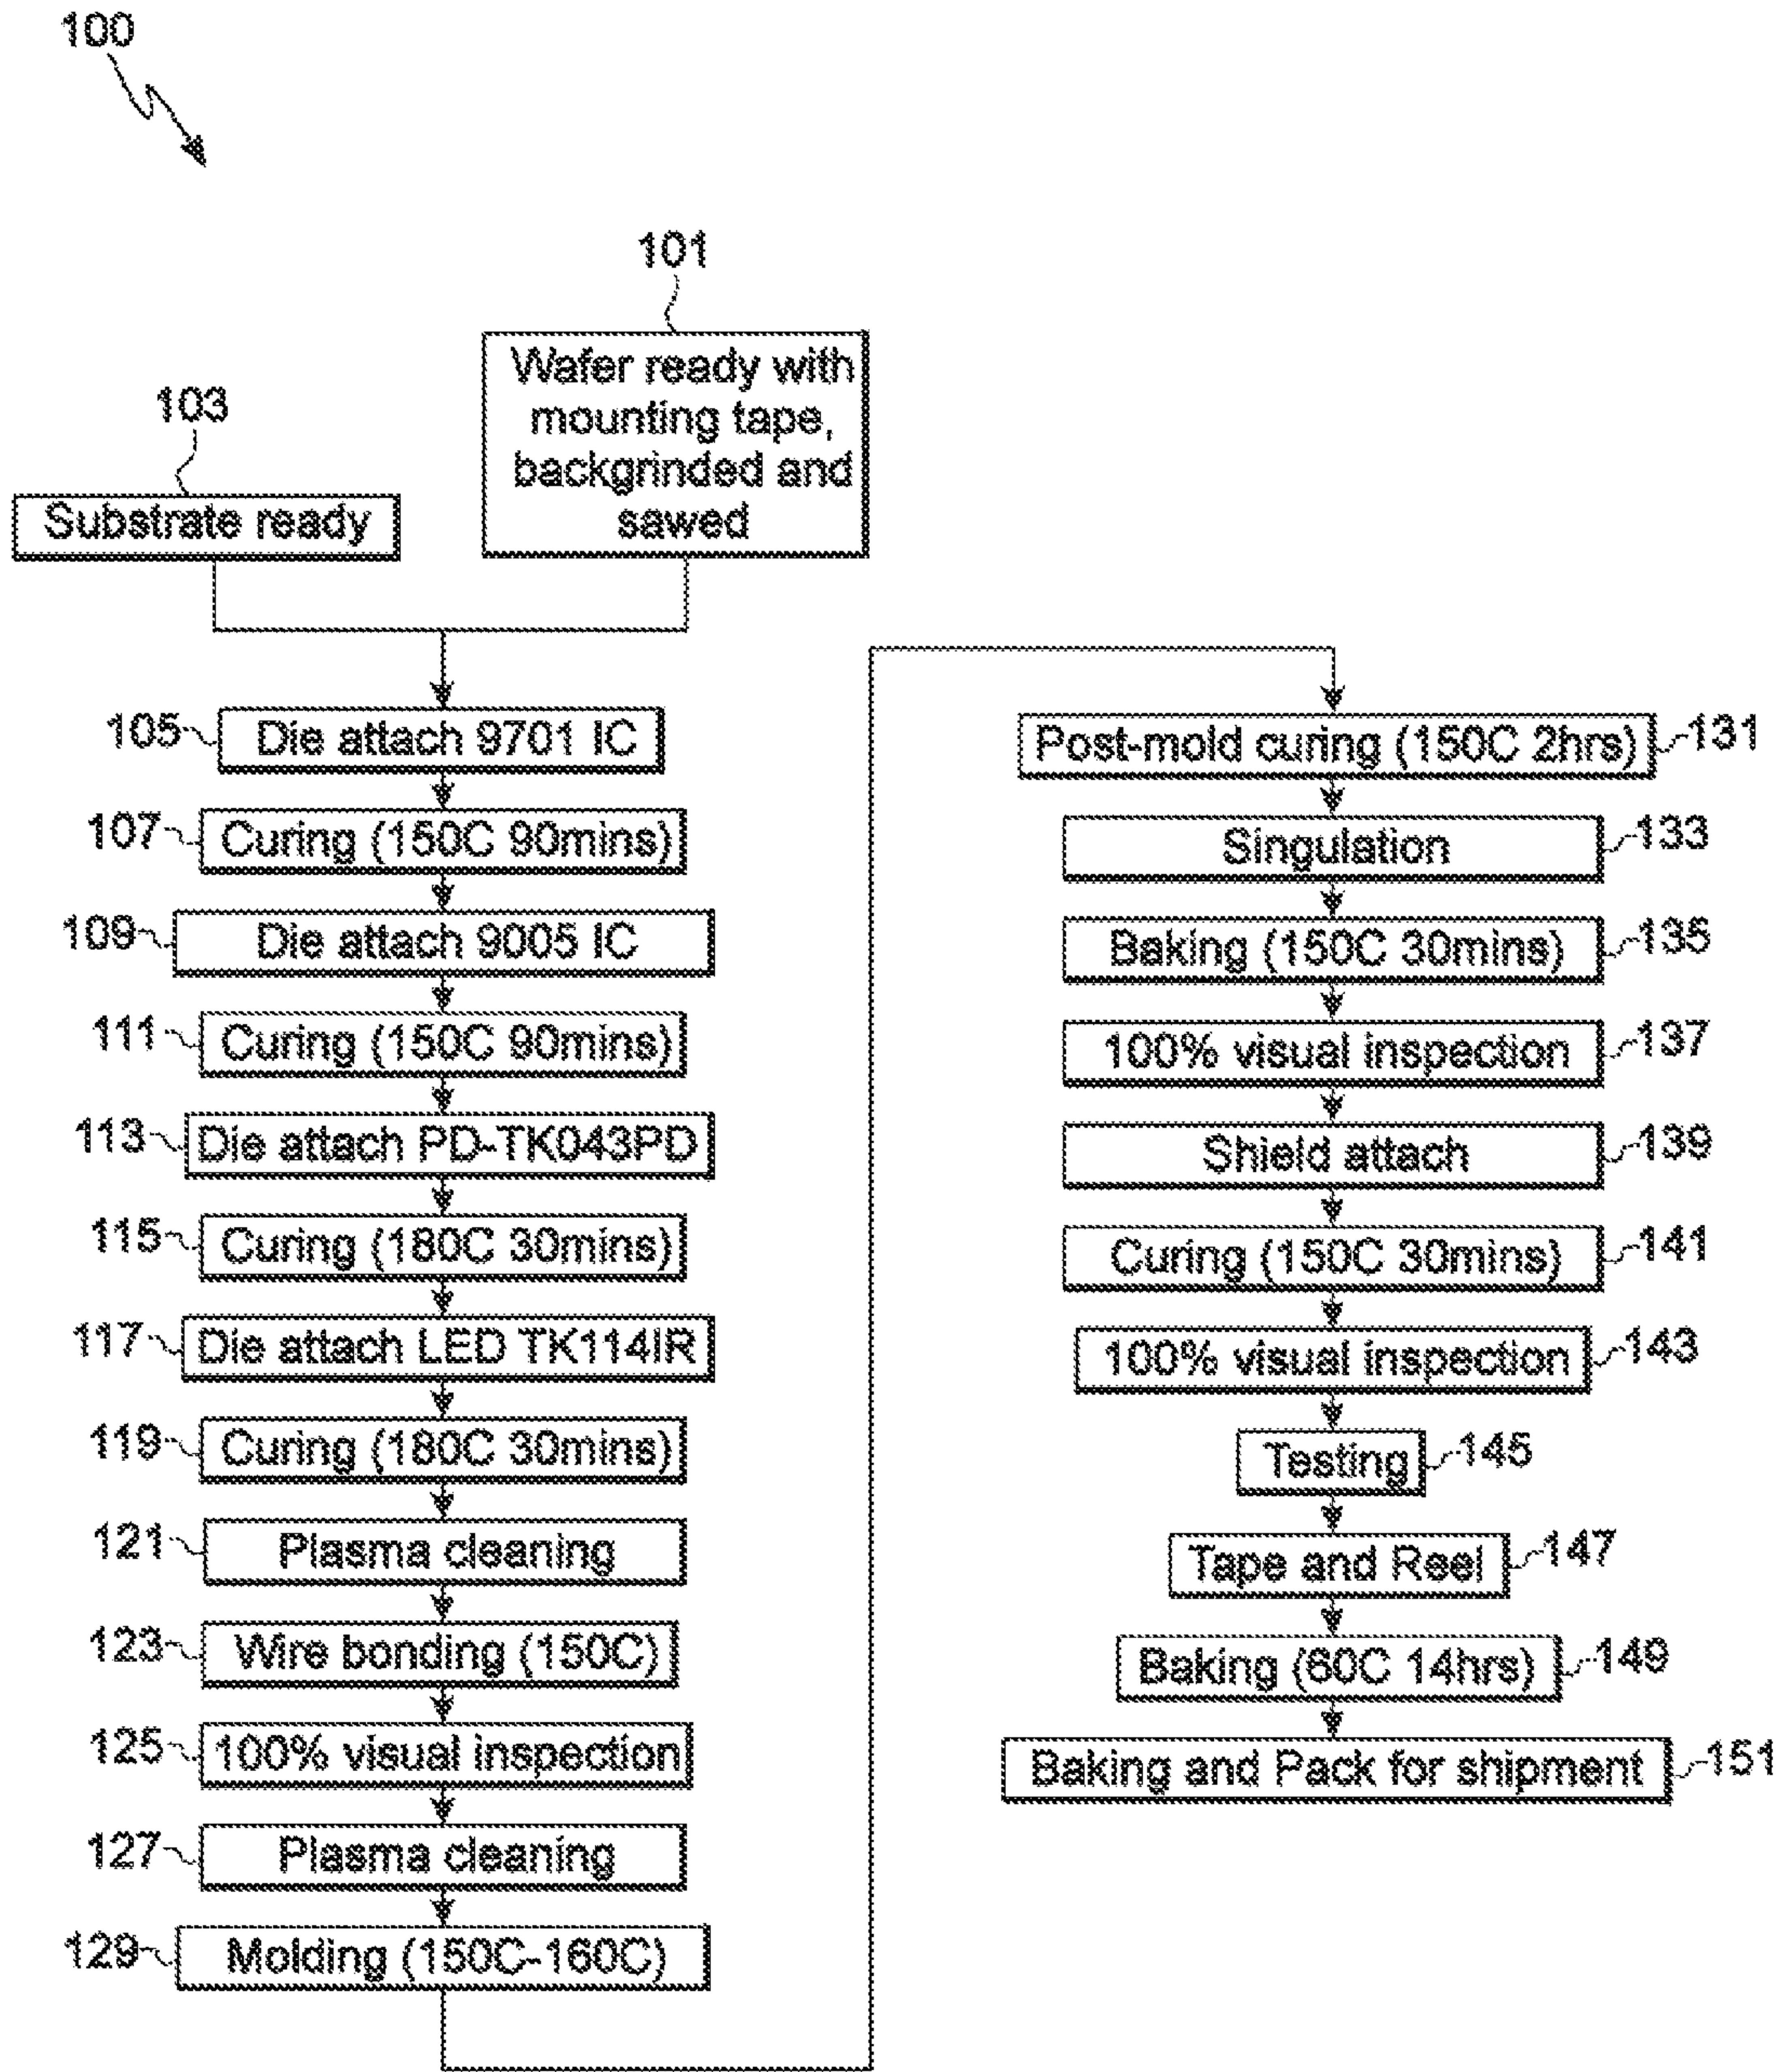 100
101
Wafer ready with
mounting tape,
backgrinded and
sawed
103
Substrate ready
105 Die attach 9701 IC
107 Curing (150C 90mins)
109 Die attach 9005 IC
111 Curing (150C 90mins)
113 Die attach PD-TK043PD
115 Curing (180C 30mins)
117 Die attach LED TK114IR
119 Curing (180C 30mins)
121 Plasma cleaning
123 Wire bonding (150C)
125 100% visual inspection
127 Plasma cleaning
129 Molding (150C-160C)
Post-mold curing (150C 2hrs) 131
Singulation 133
Baking (150C 30mins) 135
100% visual inspection 137
Shield attach 139
Curing (150C 30mins) 141
100% visual inspection 143
Testing 145
Tape and Reel 147
Baking (60C 14hrs) 149
Baking and Pack for shipment 151